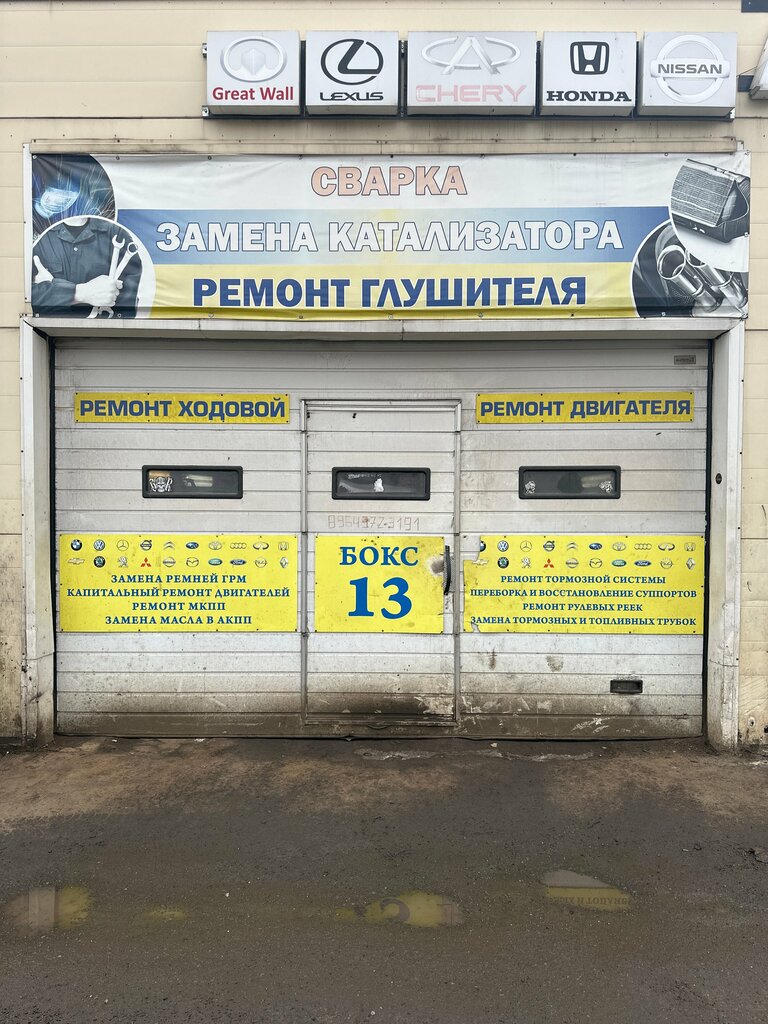 Great Wall
LEXUS
CHERY
HONDA
NISSAN
СВАРКА
ЗАМЕНА КАТАЛИЗАТОРА
РЕМОНТ ГЛУШИТЕЛЯ
РЕМОНТ ХОДОВОЙ
РЕМОНТ ДВИГАТЕЛЯ
89649723191
ЗАМЕНА РЕМНЕЙ ГРМ
КАПИТАЛЬНЫЙ РЕМОНТ ДВИГАТЕЛЕЙ
РЕМОНТ МКПП
ЗАМЕНА МАСЛА В АКПП
БОКС
13
РЕМОНТ ТОРМОЗНОЙ СИСТЕМЫ
ПЕРЕБОРКА И ВОССТАНОВЛЕНИЕ СУППОРТОВ
РЕМОНТ РУЛЕВЫХ РЕЕК
ЗАМЕНА ТОРМОЗНЫХ И ТОПЛИВНЫХ ТРУБОК